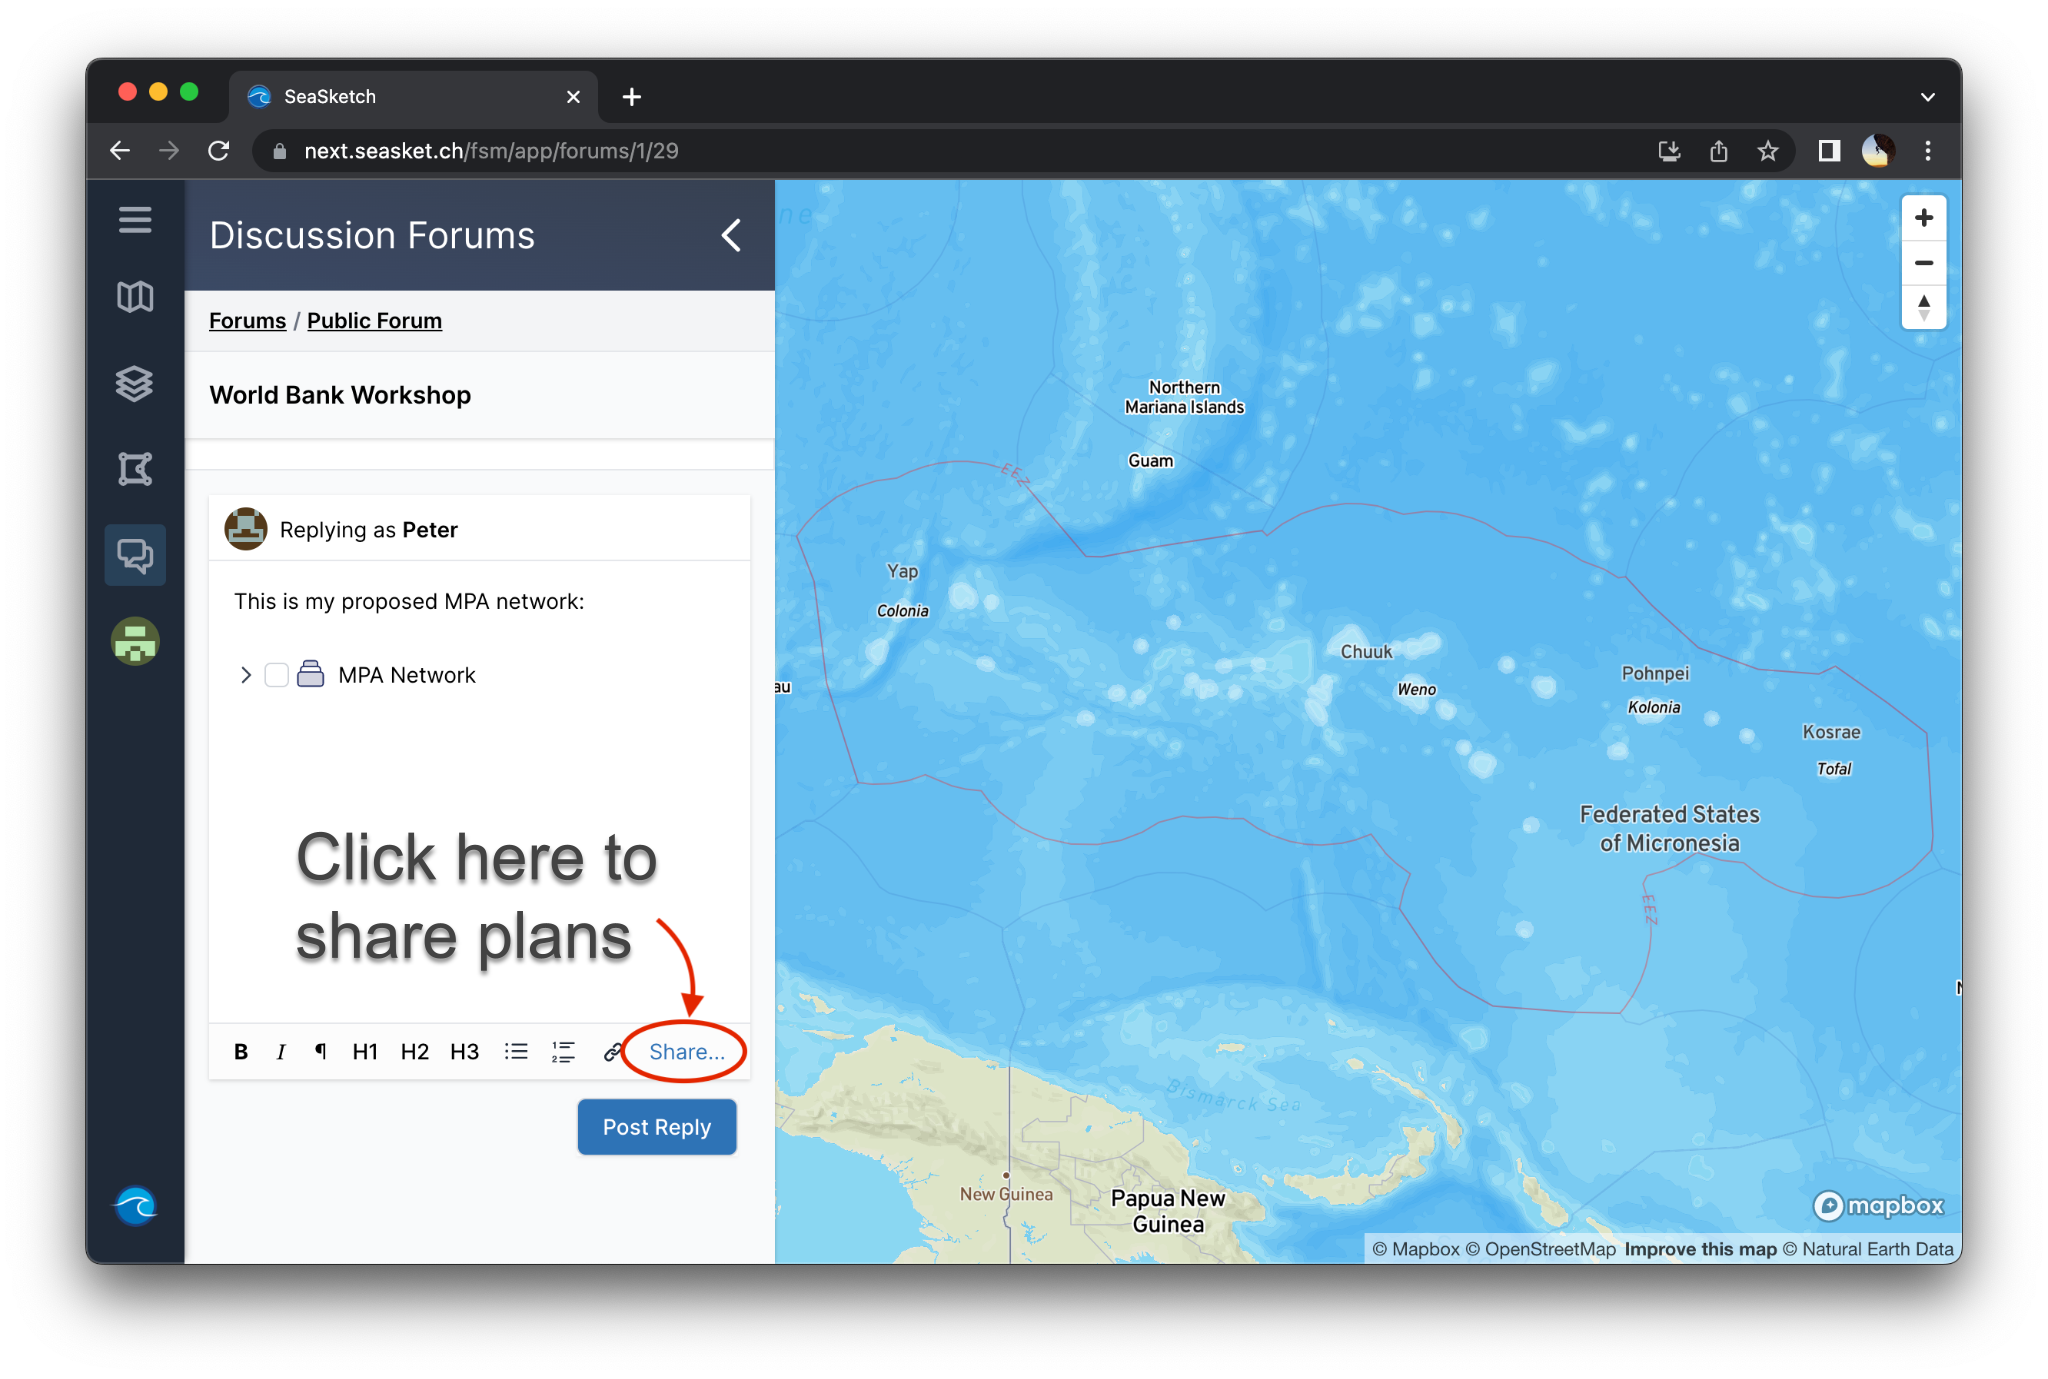 SeaSketch
next.seasket.ch/fsm/app/forums/1/29
Discussion Forums
Forums / Public Forum
World Bank Workshop
Replying as Peter
This is my proposed MPA network:
MPA Network
Click here to
share plans
B I ¶ H1 H2 H3 Share...
Post Reply
ne
Northern
Mariana Islands
Guam
EEZ
Yap
Colonia
au
Chuuk
Weno
Pohnpei
Kolonia
Kosrae
Tofal
Federated States
of Micronesia
EEZ
N
Bismarck Sea
New Guinea
Papua New
Guinea
mapbox
© Mapbox © OpenStreetMap Improve this map © Natural Earth Data